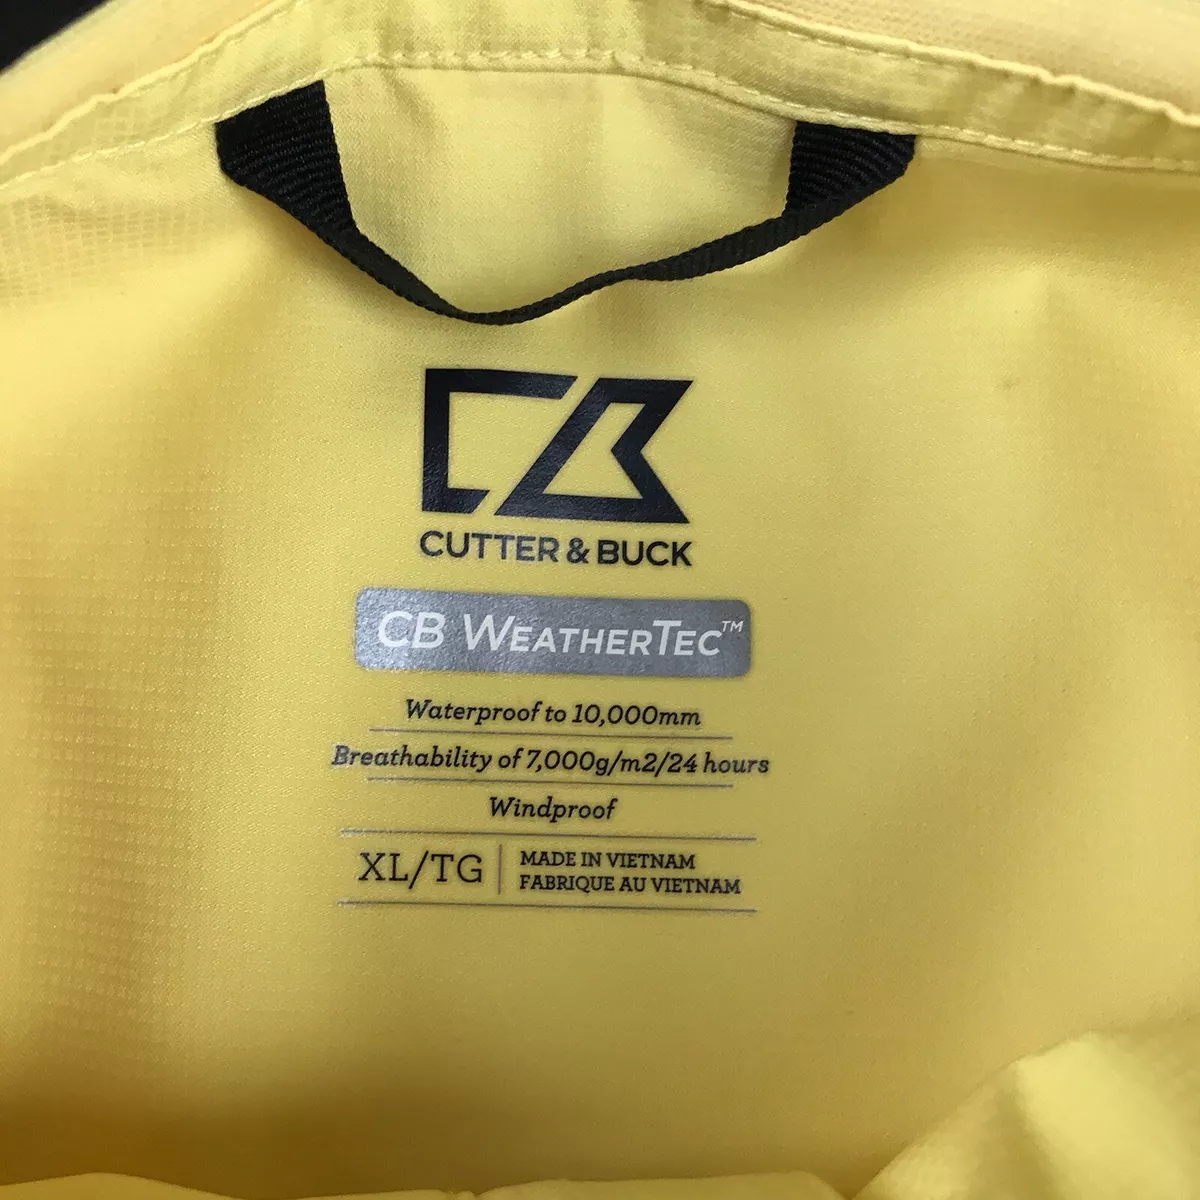 CB
CUTTER & BUCK
CB WEATHERTEC™
Waterproof to 10,000mm
Breathability of 7,000g/m2/24 hours
Windproof
XL/TG
MADE IN VIETNAM
FABRIQUE AU VIETNAM